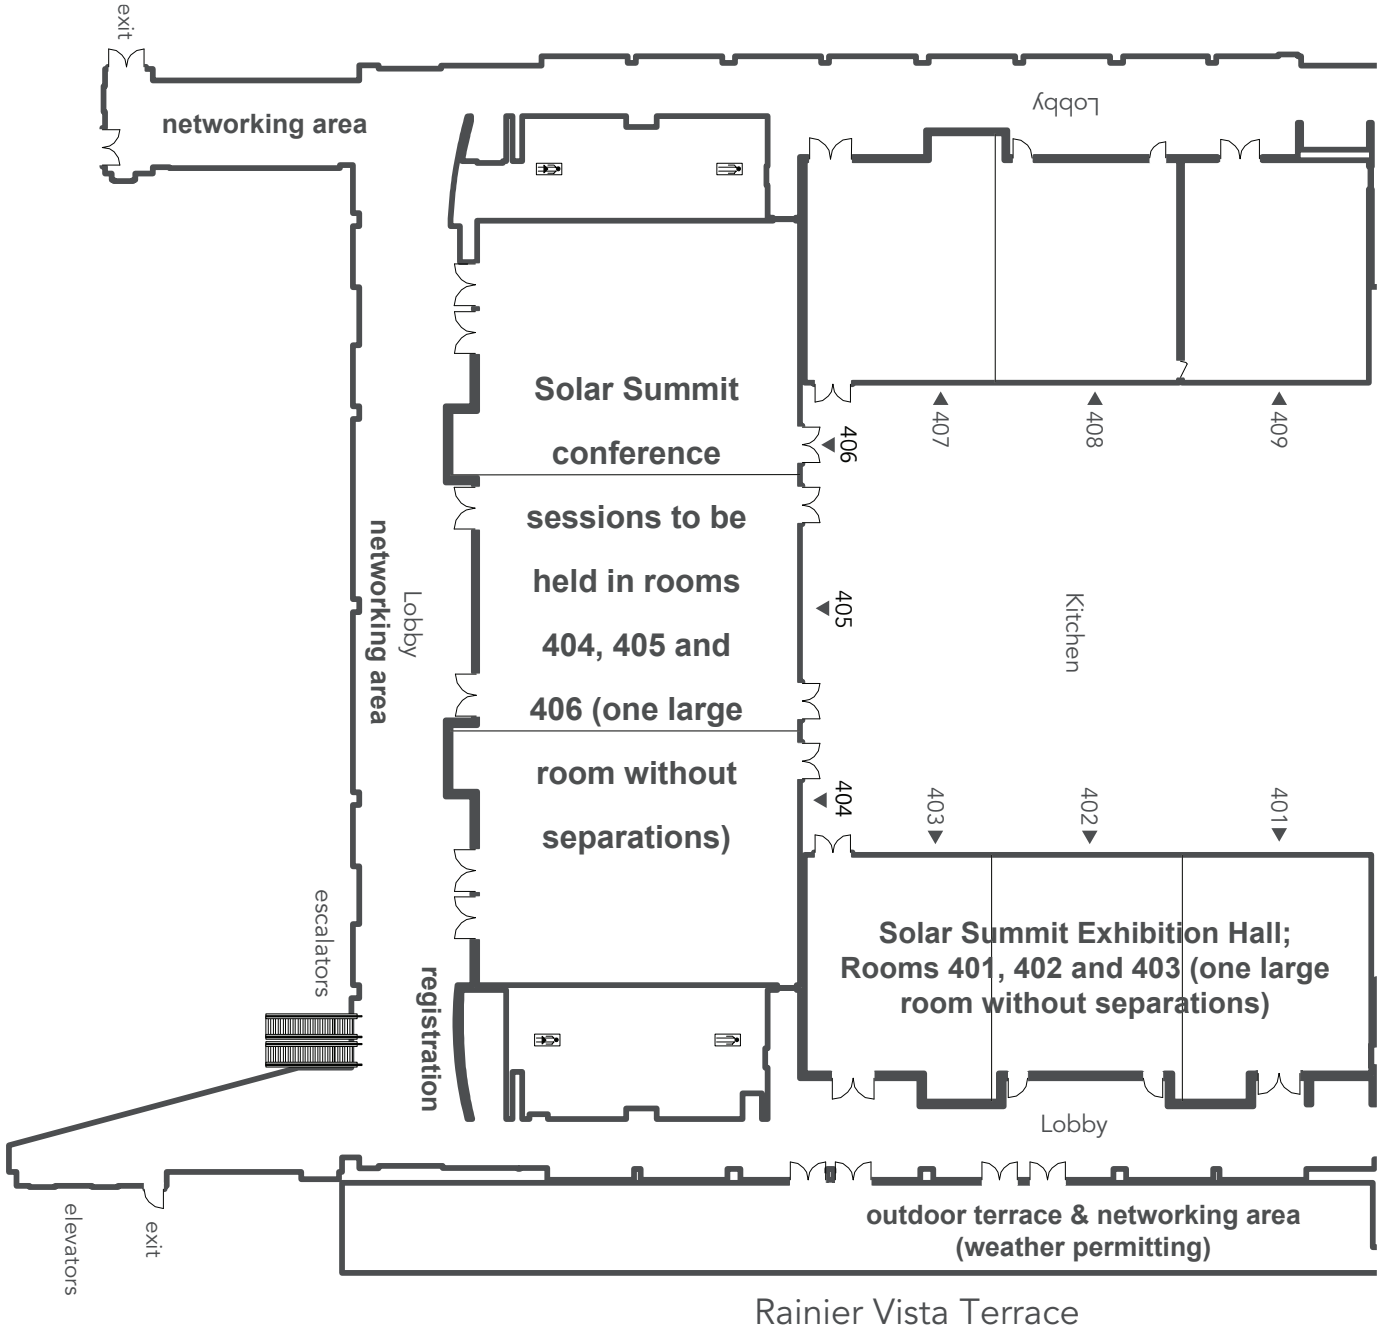 exit
networking area
Lobby
Solar Summit
conference
sessions to be
held in rooms
404, 405 and
406 (one large
room without
separations)
407
408
409
406
405
404
Kitchen
networking area
Lobby
403
402
401
escalators
registration
Solar Summit Exhibition Hall;
Rooms 401, 402 and 403 (one large
room without separations)
Lobby
elevators
exit
outdoor terrace & networking area
(weather permitting)
Rainier Vista Terrace